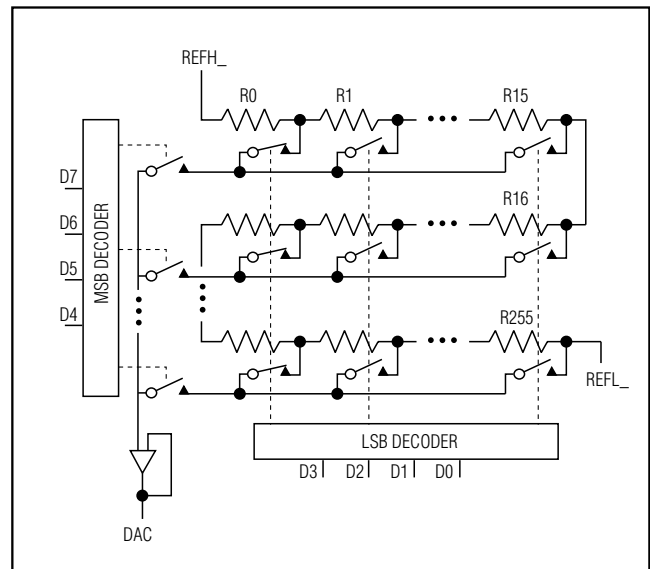 REFH_
R0 R1 R15
D7
D6
D5
D4
MSB DECODER
R16
R255
REFL_
LSB DECODER
D3 D2 D1 D0
DAC